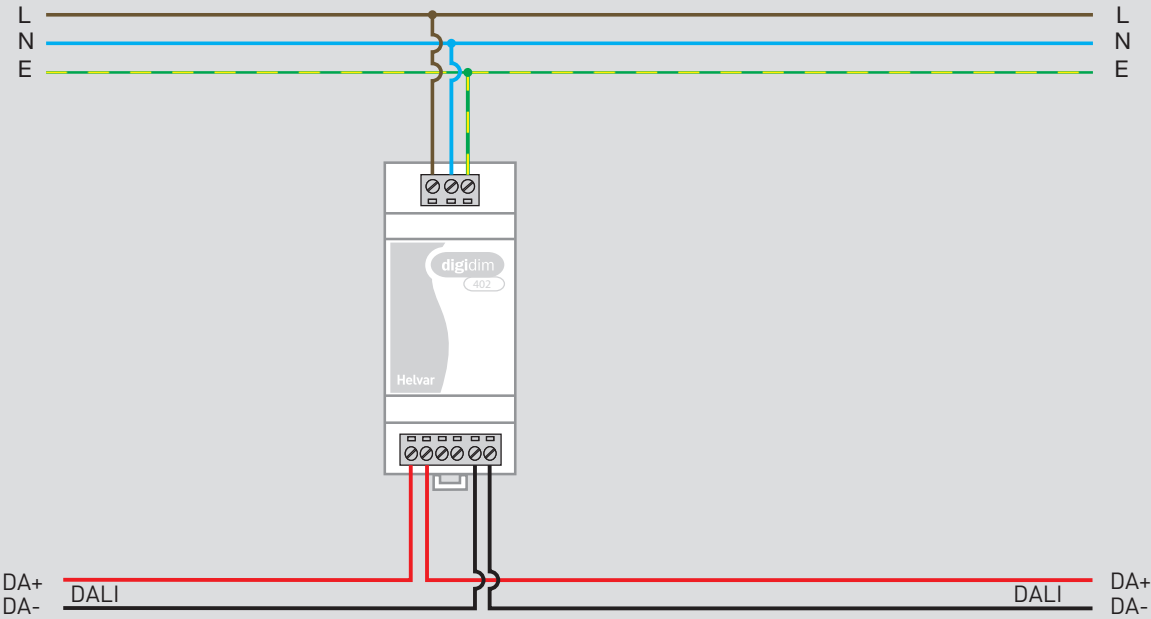 L L
N N
E E
digidim
402
Helvar
DA+ DA+
DALI DALI
DA- DA-